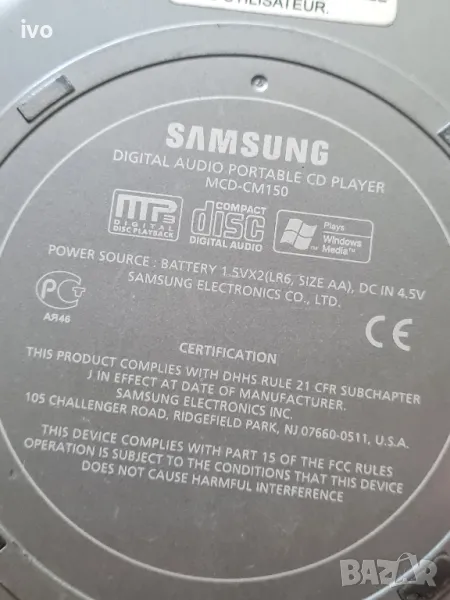 ivo
UTILISATEUR.
SAMSUNG
DIGITAL AUDIO PORTABLE CD PLAYER
MCD-CM150
MP3
DIGITAL
DISC PLAYBACK
COMPACT
disc
DIGITAL AUDIO
Plays
Windows
Media™
POWER SOURCE : BATTERY 1.5VX2(LR6, SIZE AA), DC IN 4.5V
SAMSUNG ELECTRONICS CO., LTD.
АЯ46
CE
CERTIFICATION
THIS PRODUCT COMPLIES WITH DHHS RULE 21 CFR SUBCHAPTER
J IN EFFECT AT DATE OF MANUFACTURER.
SAMSUNG ELECTRONICS INC.
105 CHALLENGER ROAD, RIDGEFIELD PARK, NJ 07660-0511, U.S.A.
THIS DEVICE COMPLIES WITH PART 15 OF THE FCC RULES
OPERATION IS SUBJECT TO THE CONDITIONS THAT THIS DEVICE
DOES NOT CAUSE HARMFUL INTERFERENCE
BAZAR